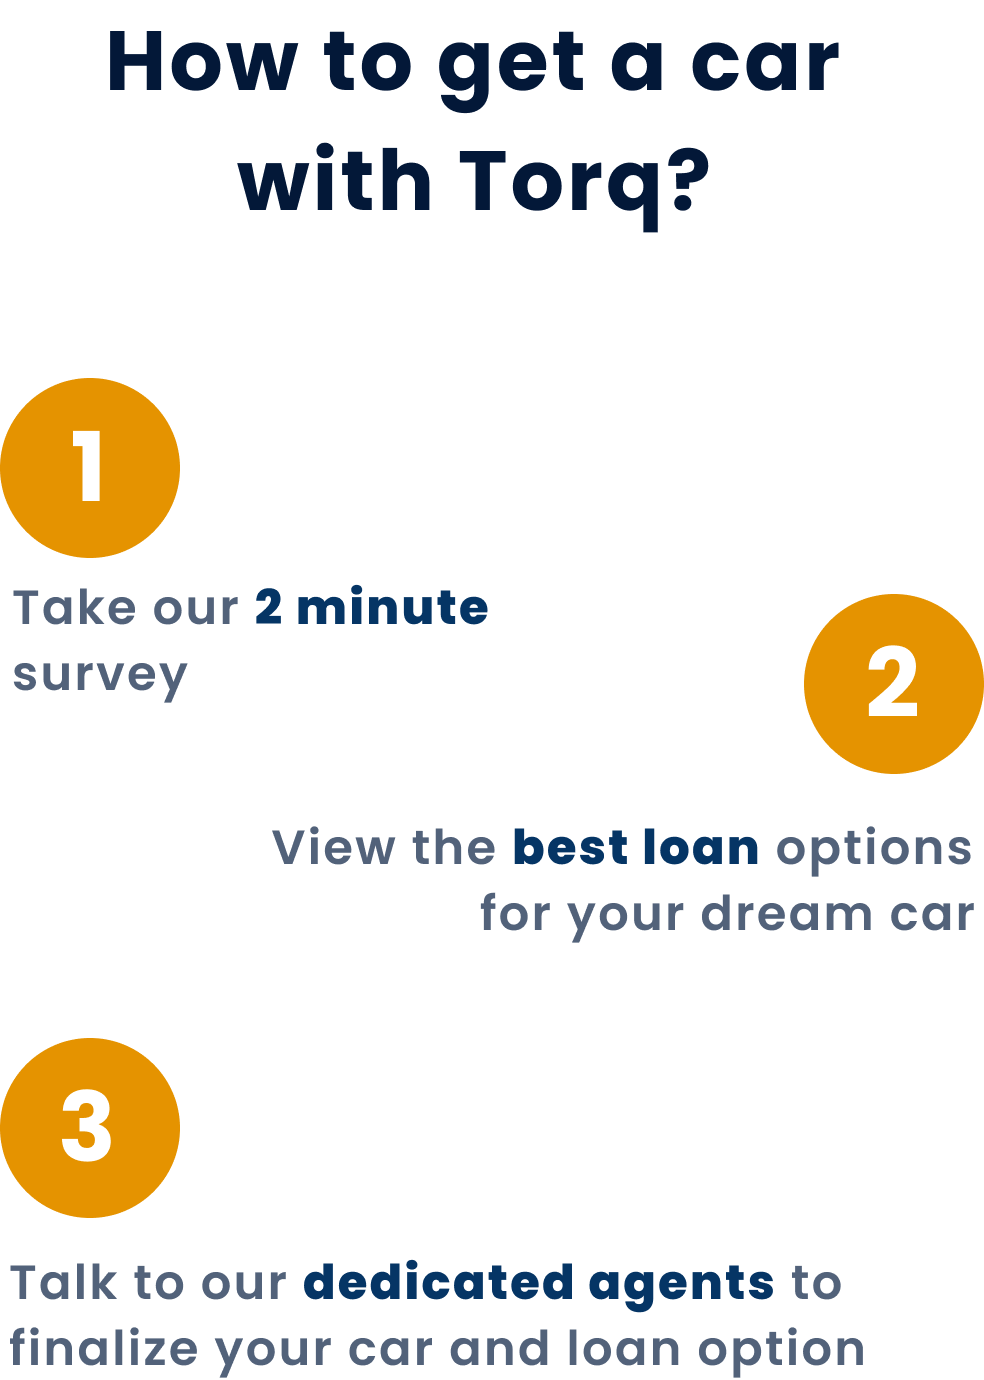 How to get a car
with Torq?
1
Take our 2 minute
survey
2
View the best loan options
for your dream car
3
Talk to our dedicated agents to
finalize your car and loan option